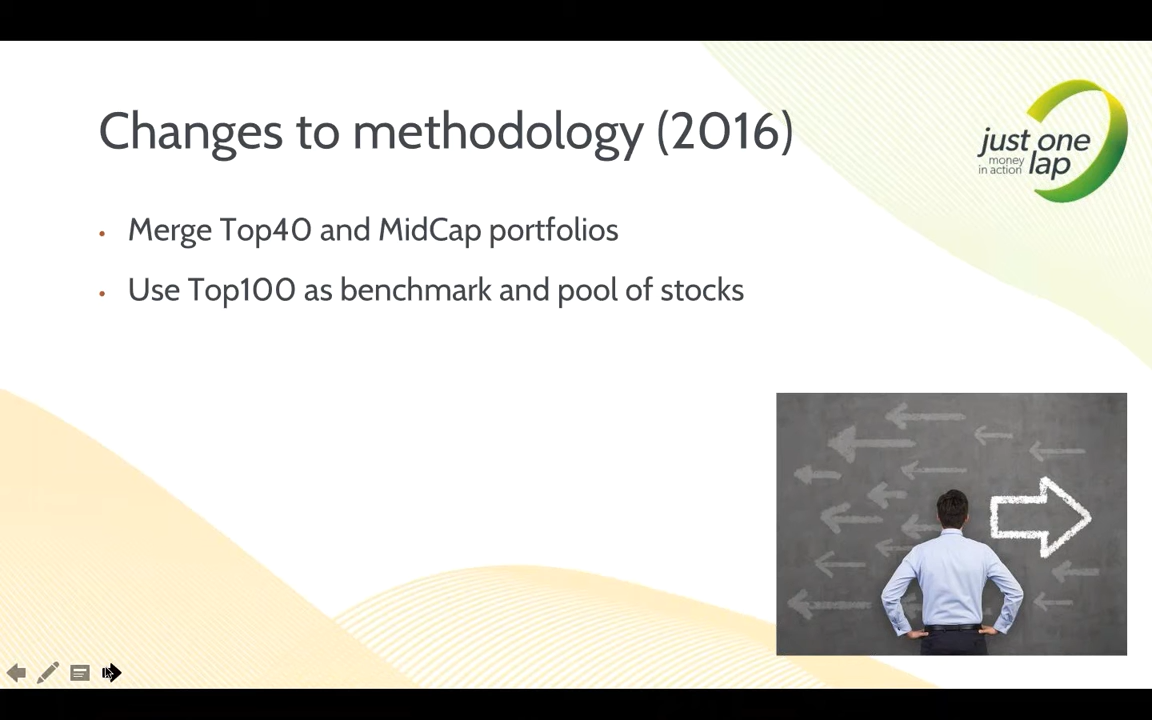 Changes to methodology (2016)
just one
money
in action lap
• Merge Top40 and MidCap portfolios
• Use Top100 as benchmark and pool of stocks